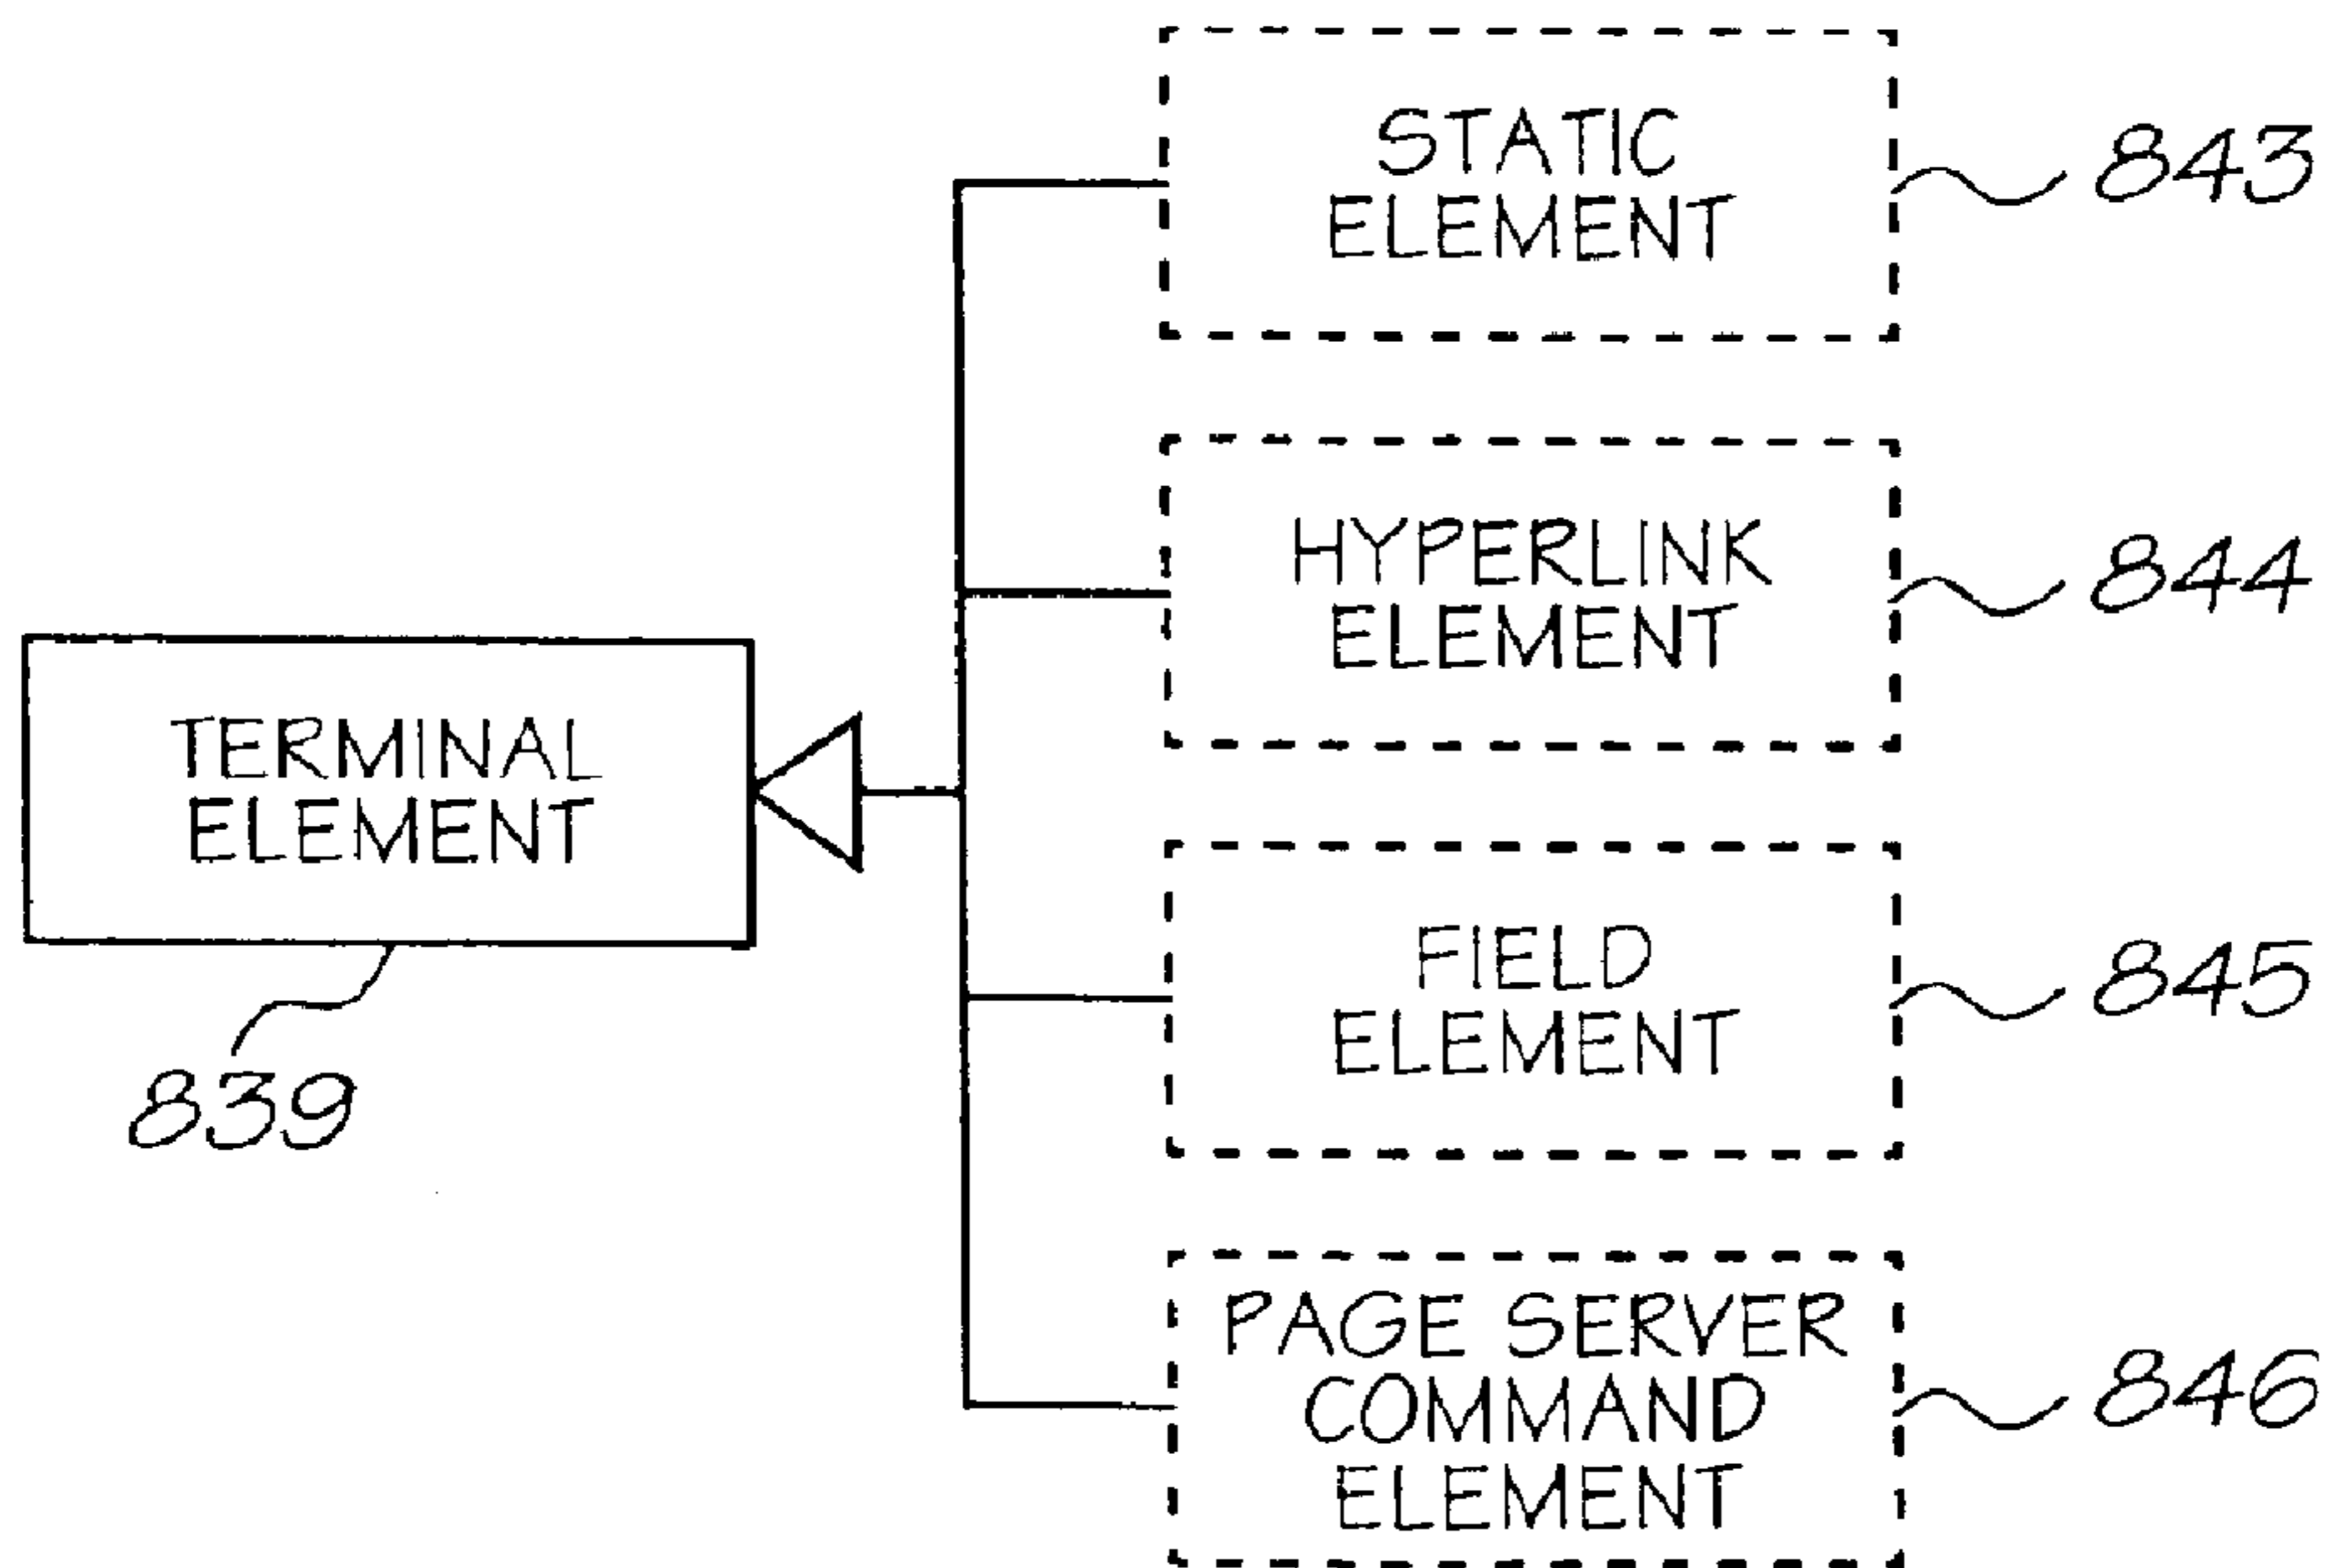 STATIC
ELEMENT
843
HYPERLINK
ELEMENT
844
TERMINAL
ELEMENT
839
FIELD
ELEMENT
845
PAGE SERVER
COMMAND
ELEMENT
846